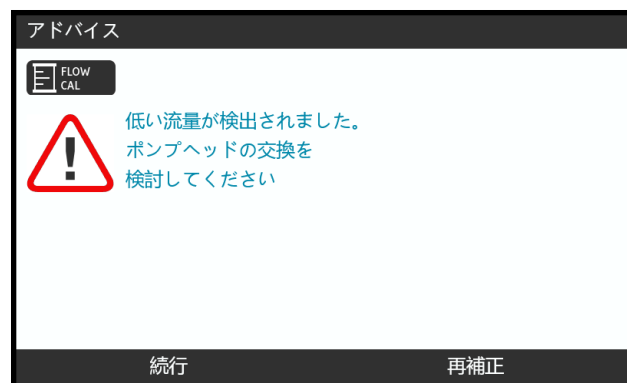 アドバイス
FLOW
CAL
低い流量が検出されました。
ポンプヘッドの交換を
検討してください
続行
再補正